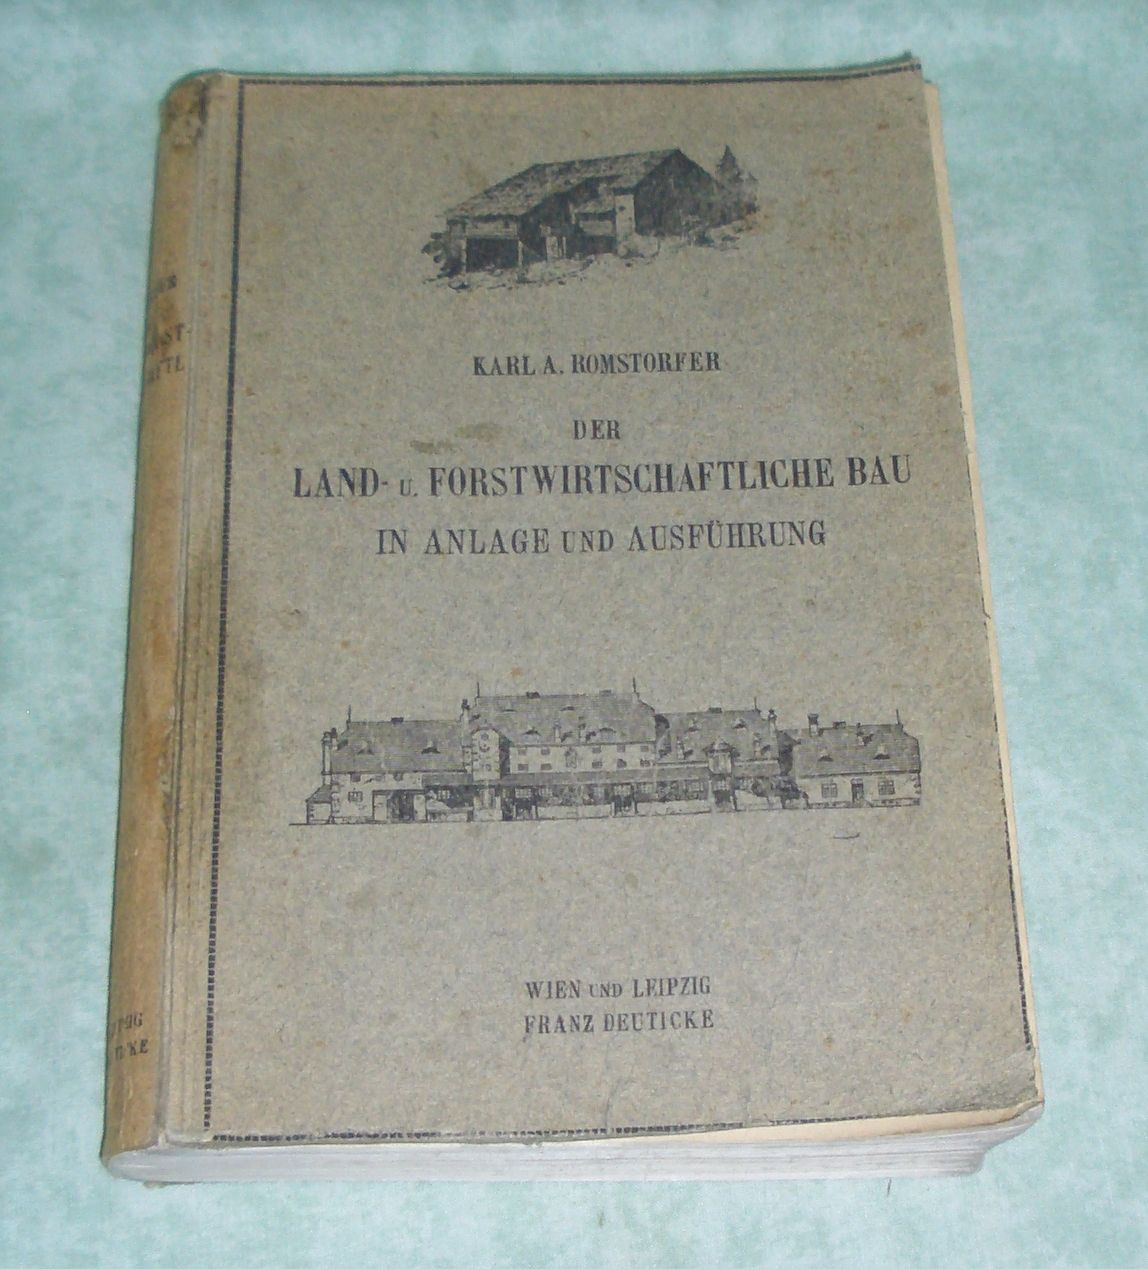 KARL A. ROMSTORFER
DER
LAND- U. FORSTWIRTSCHAFTLICHE BAU
IN ANLAGE UND AUSFÜHRUNG
WIEN UND LEIPZIG
FRANZ DEUTICKE